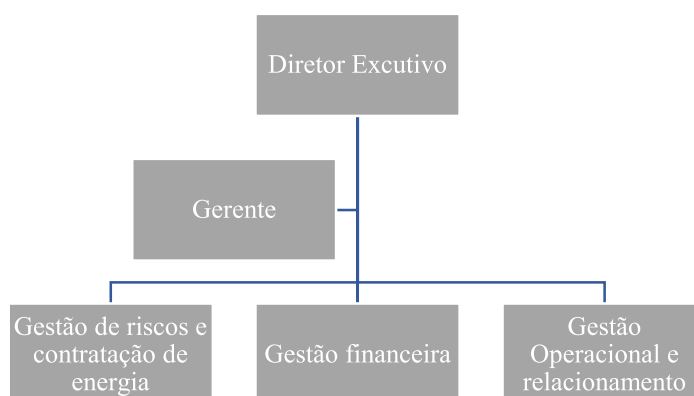 Diretor Excutivo
Gerente
Gestão de riscos e
contratação de
energia
Gestão financeira
Gestão
Operacional e
relacionamento